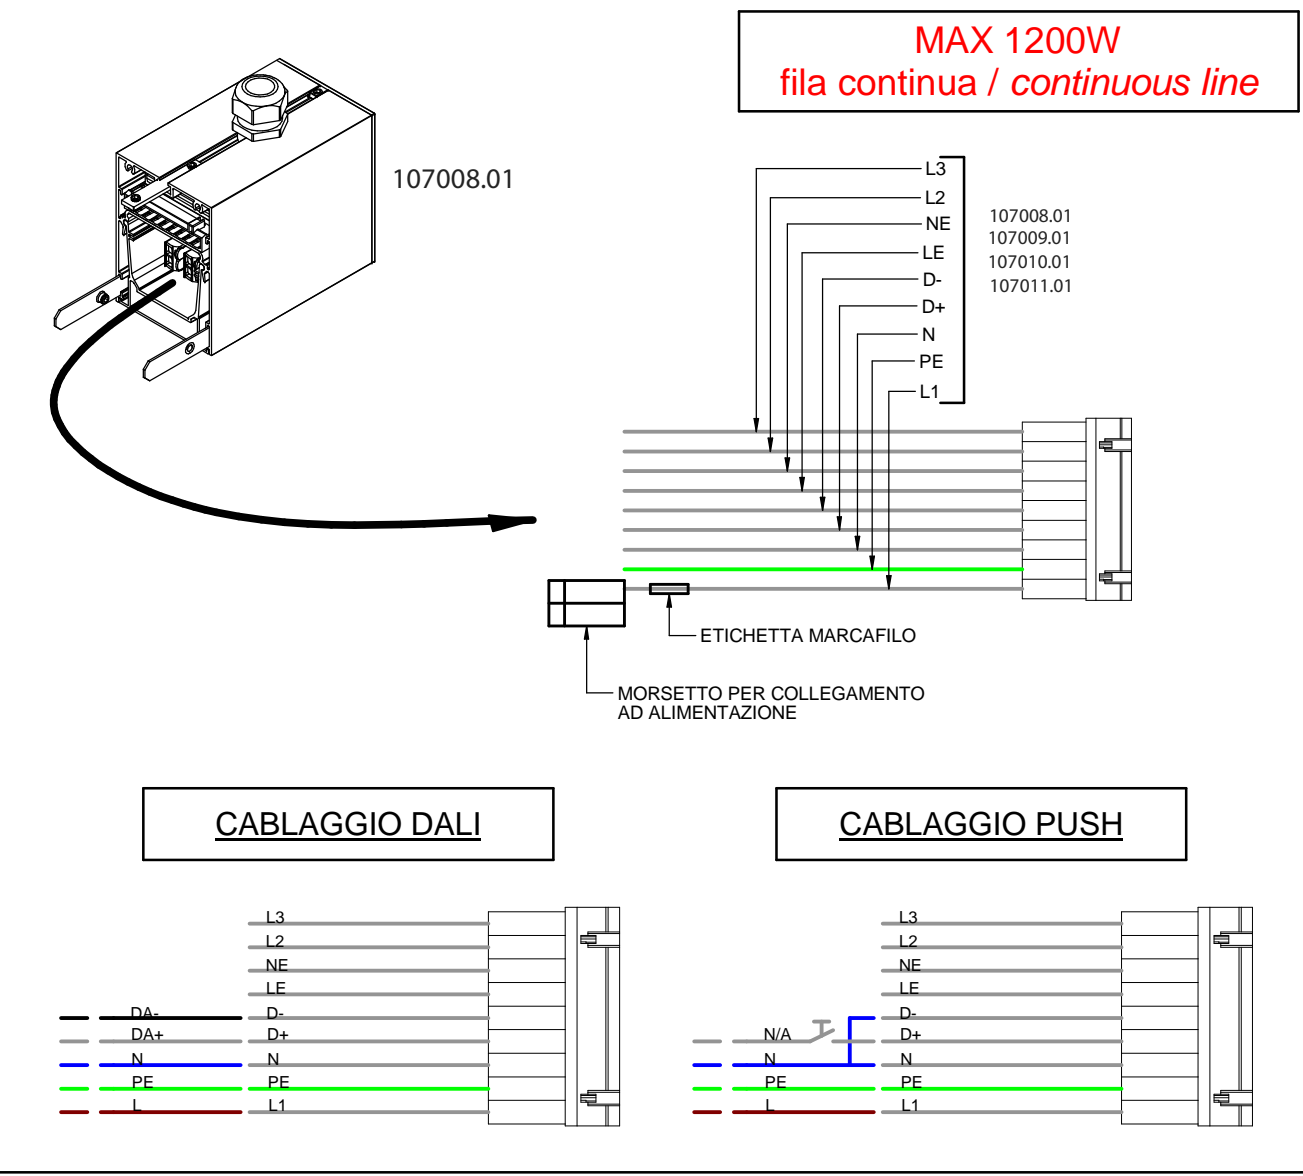 MAX 1200W
fila continua / continuous line
107008.01
L3
L2
NE
LE
D-
D+
N
PE
L1
107008.01
107009.01
107010.01
107011.01
ETICHETTA MARCAFILO
MORSETTO PER COLLEGAMENTO
AD ALIMENTAZIONE
CABLAGGIO DALI
L3
L2
NE
LE
DA- D-
DA+ D+
N N
PE PE
L L1
CABLAGGIO PUSH
L3
L2
NE
LE
D-
N/A D+
N N
PE PE
L L1